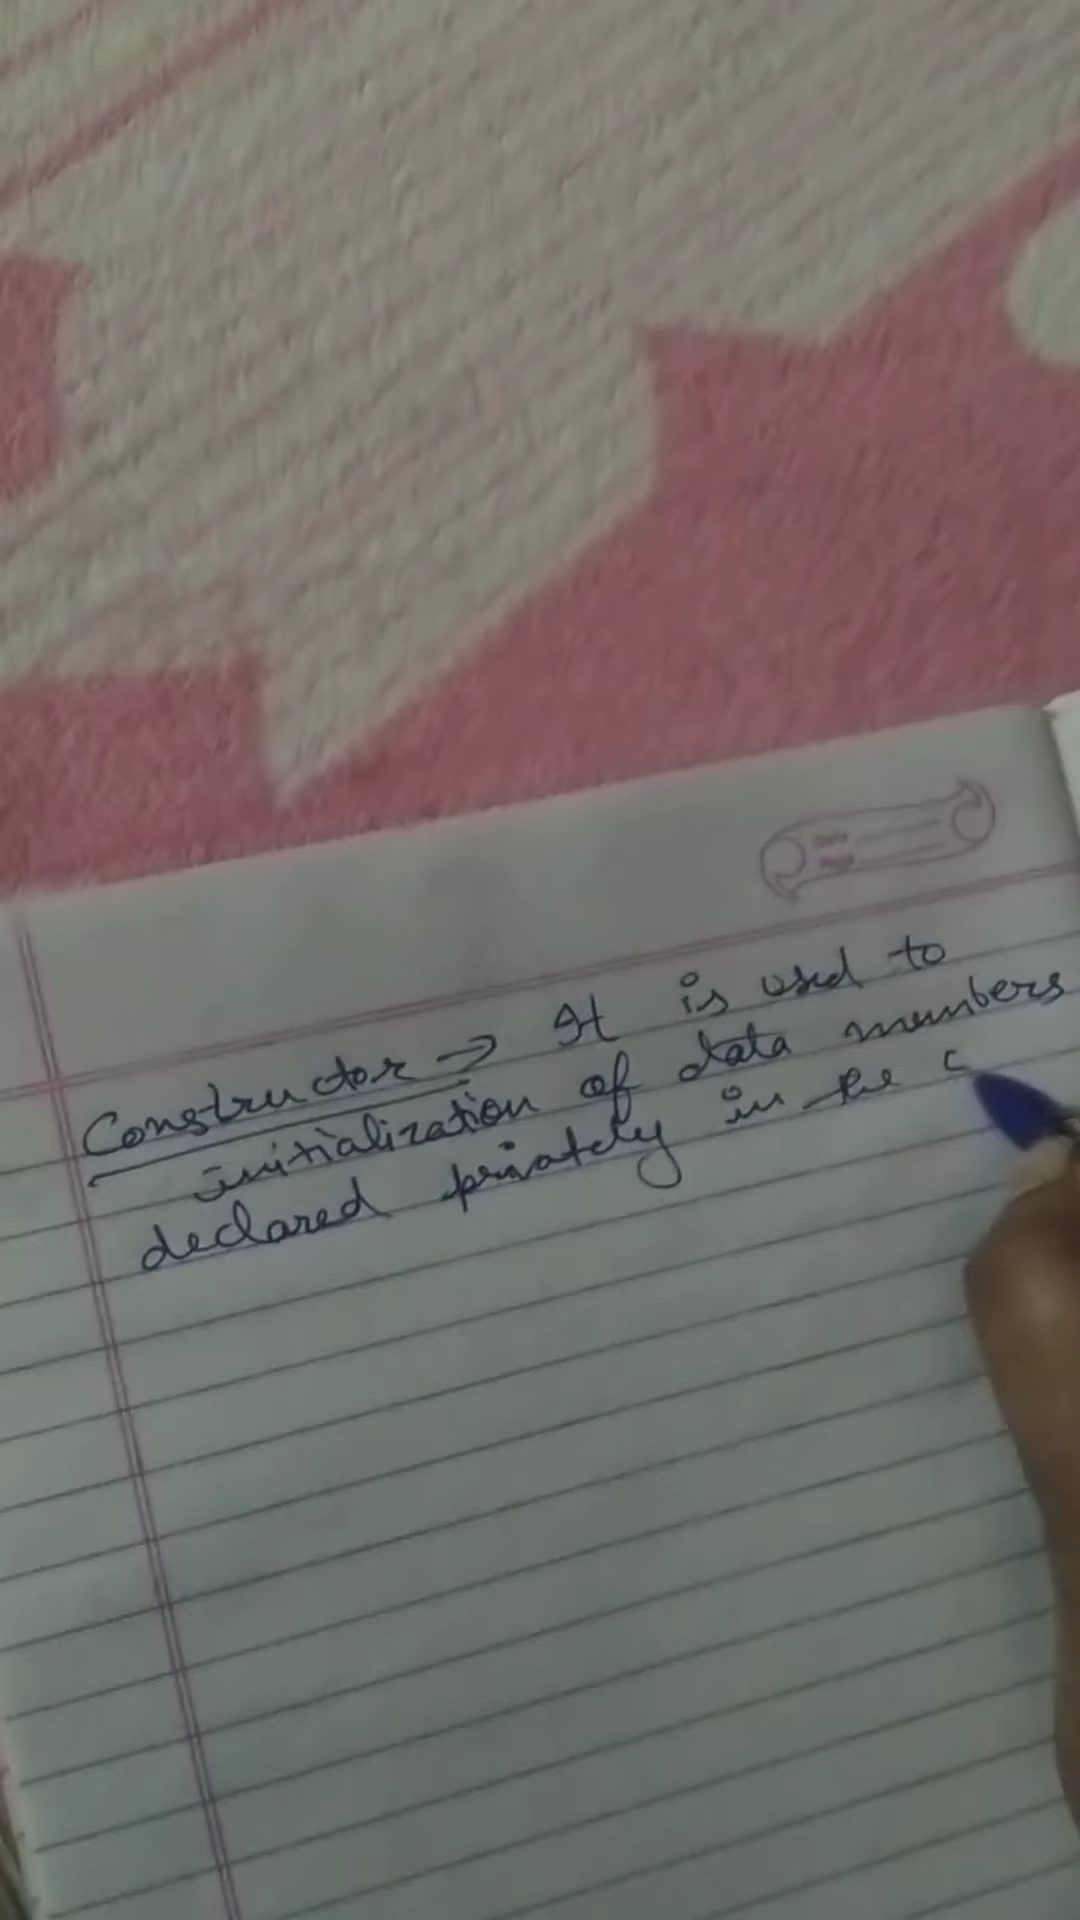 Constructor → It is used to
initialization of data members
declared privately in the c